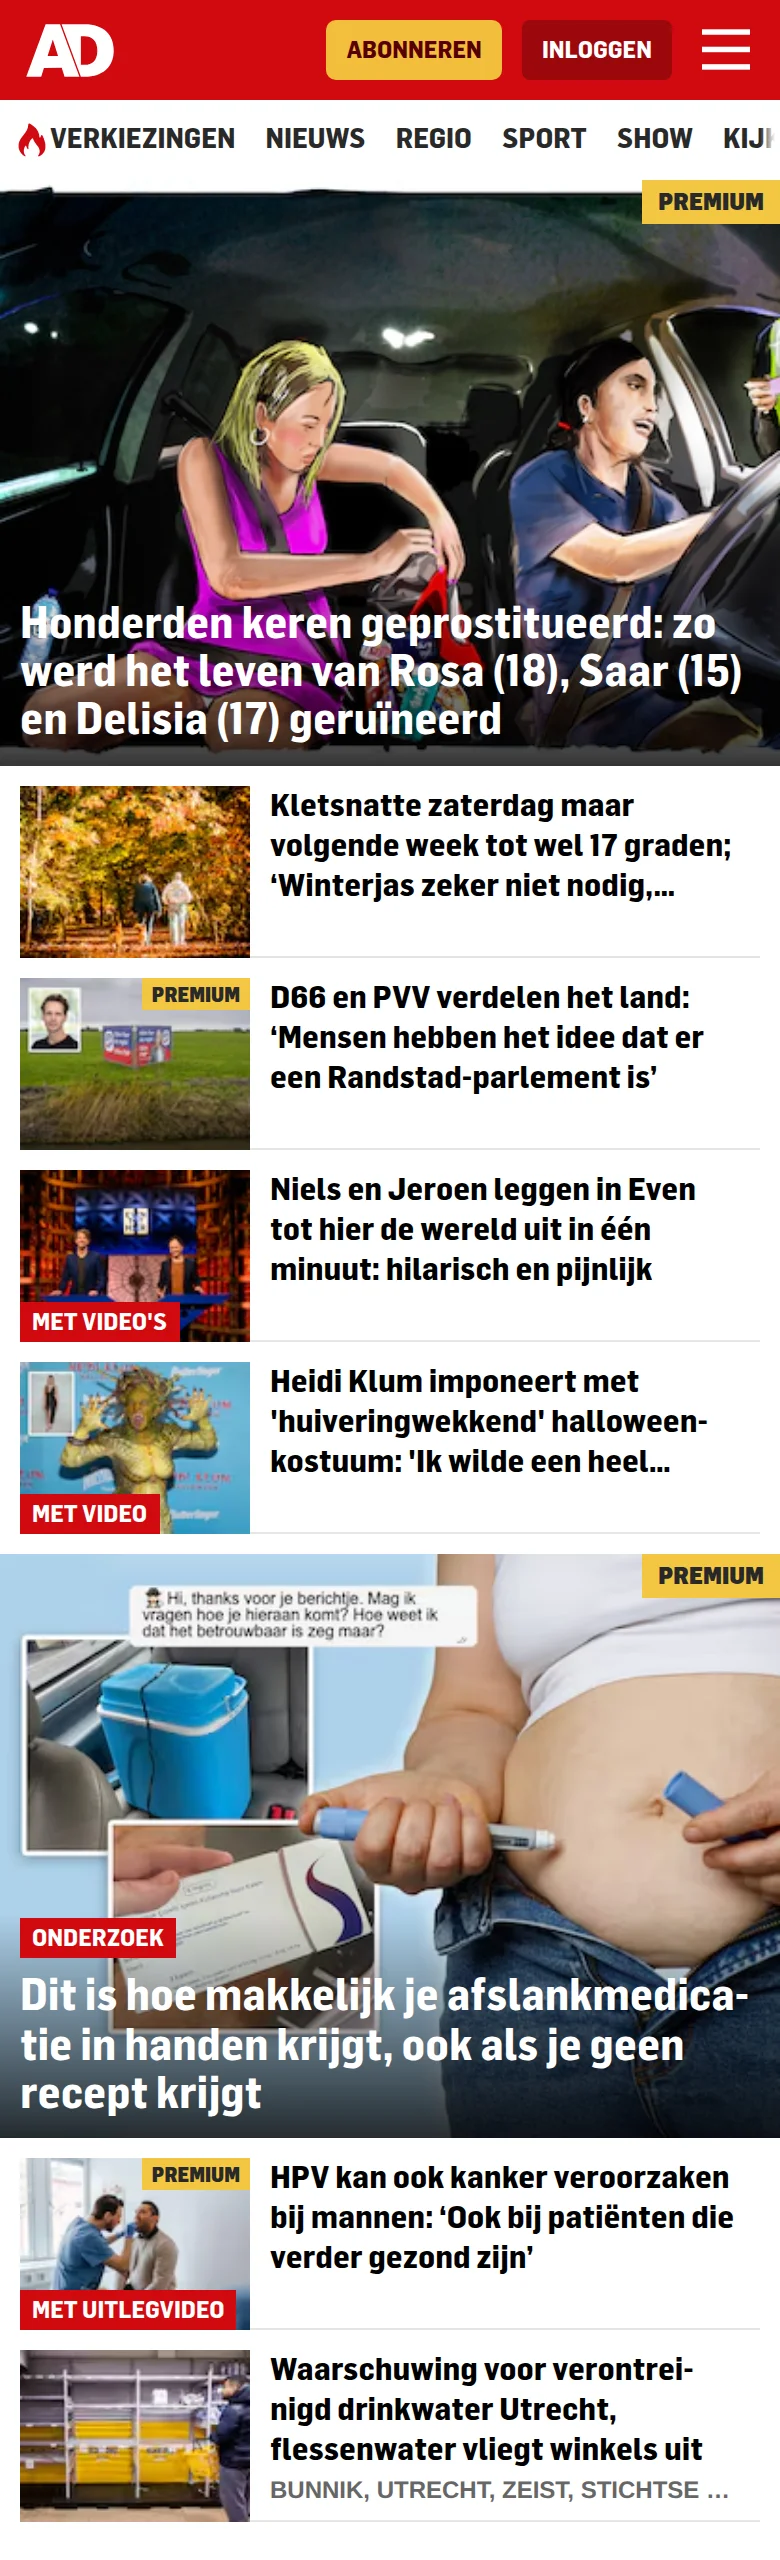 AD
ABONNEREN
INLOGGEN
VERKIEZINGEN NIEUWS REGIO SPORT SHOW
PREMIUM
Honderden keren geprostitueerd: zo
werd het leven van Rosa (18), Saar (15)
en Delisia (17) geruïneerd
Kletsnatte zaterdag maar
volgende week tot wel 17 graden;
‘Winterjas zeker niet nodig,...
PREMIUM
D66 en PVV verdelen het land:
‘Mensen hebben het idee dat er
een Randstad-parlement is’
MET VIDEO'S
Niels en Jeroen leggen in Even
tot hier de wereld uit in één
minuut: hilarisch en pijnlijk
MET VIDEO
Heidi Klum imponeert met
'huiveringwekkend' halloween-
kostuum: 'Ik wilde een heel...
PREMIUM
Hi, thanks voor je berichtje. Mag ik
vragen hoe je hieraan komt? Hoe weet ik
dat het betrouwbaar is zeg maar?
ONDERZOEK
Dit is hoe makkelijk je afslankmedica-
tie in handen krijgt, ook als je geen
recept krijgt
PREMIUM
MET UITLEGVIDEO
HPV kan ook kanker veroorzaken
bij mannen: ‘Ook bij patiënten die
verder gezond zijn’
Waarschuwing voor verontrei-
nigd drinkwater Utrecht,
flessenwater vliegt winkels uit
BUNNIK, UTRECHT, ZEIST, STICHTSE ...